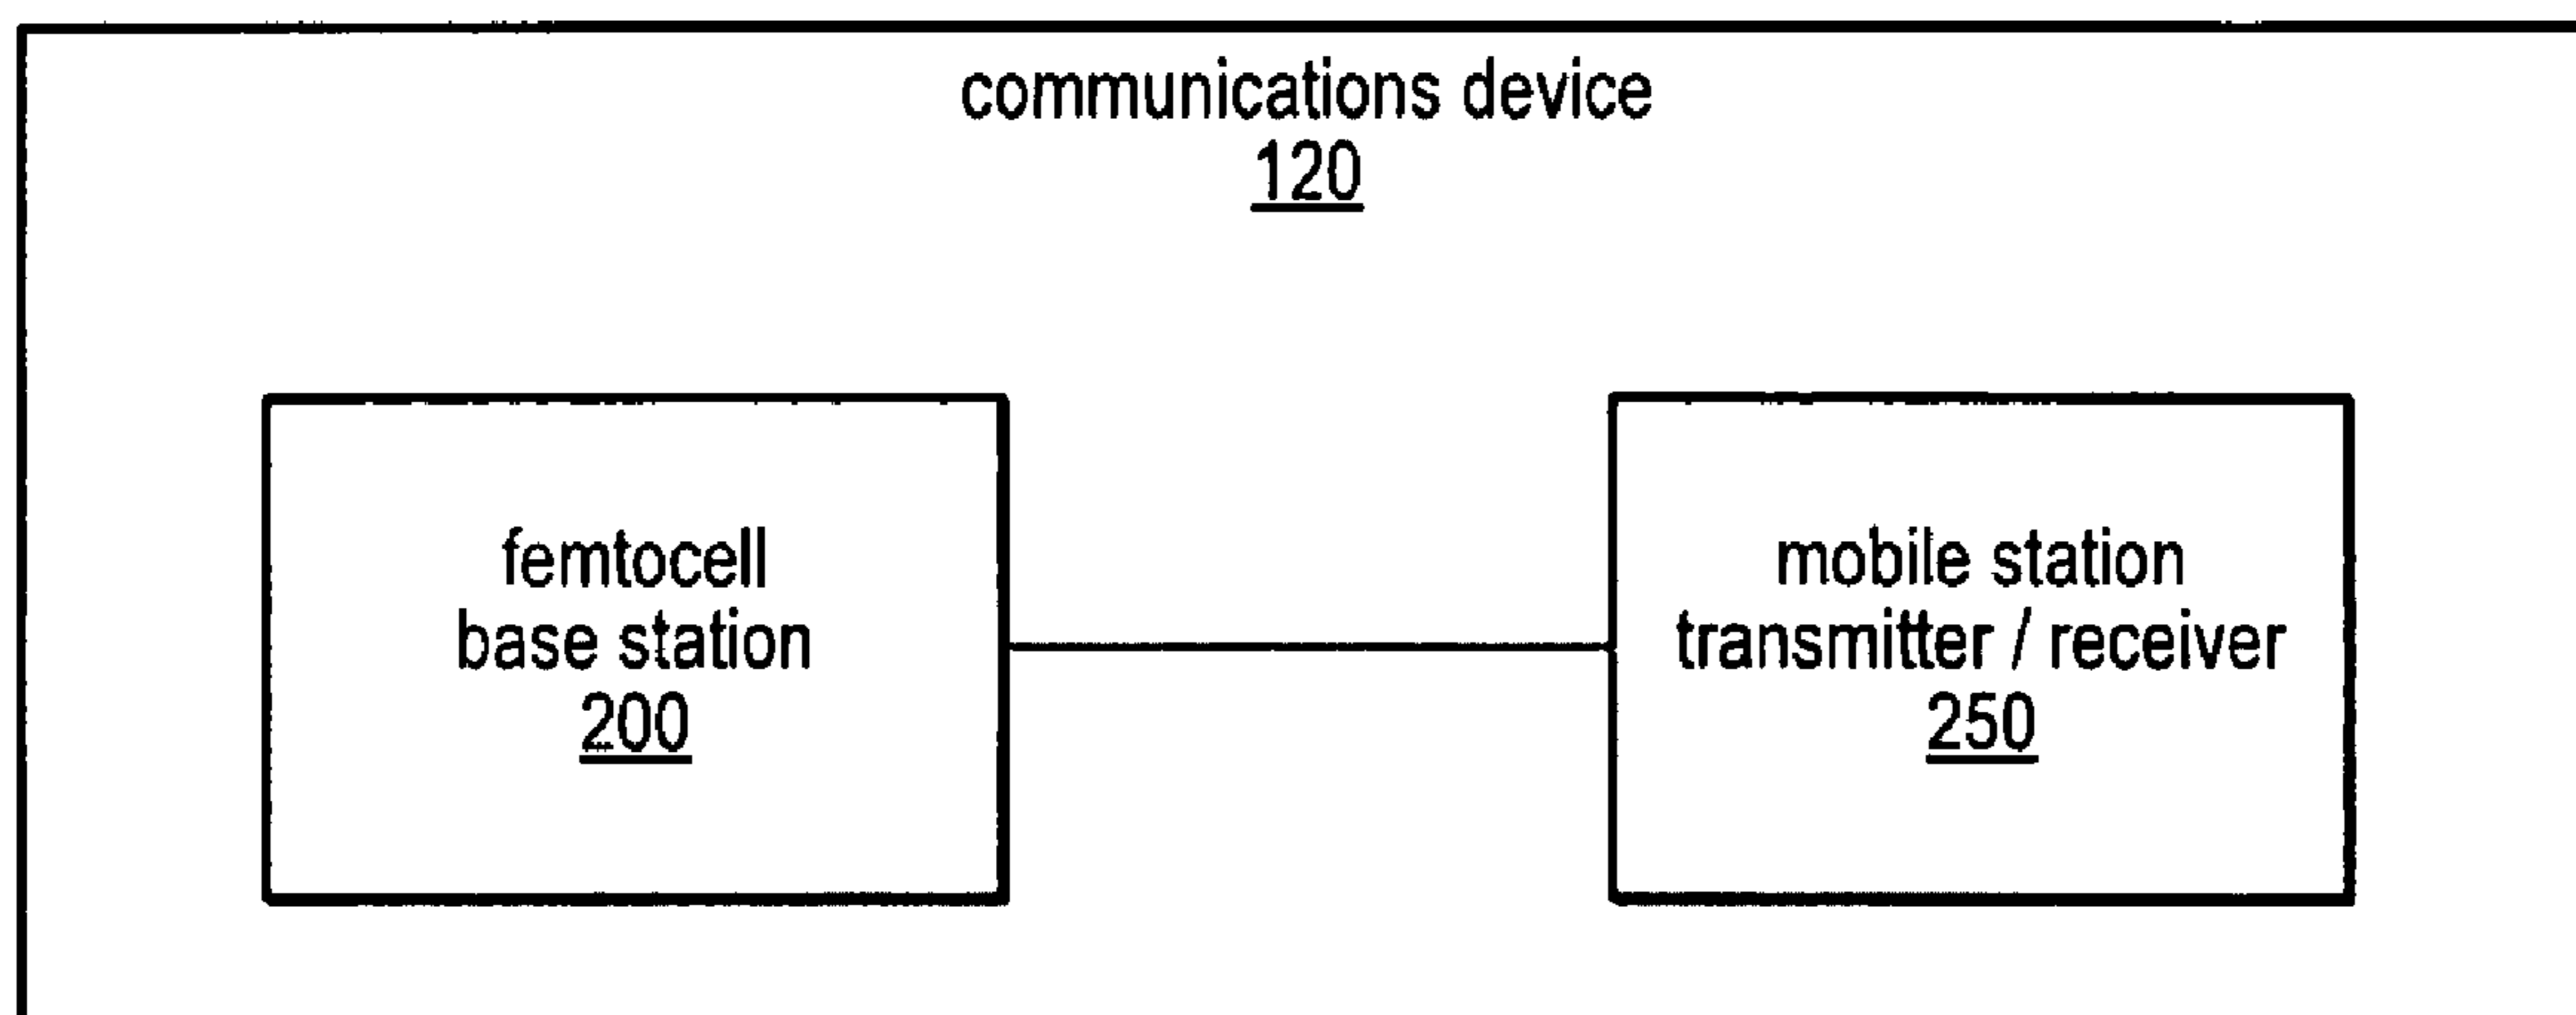 communications device
120
femtocell
base station
200
mobile station
transmitter / receiver
250